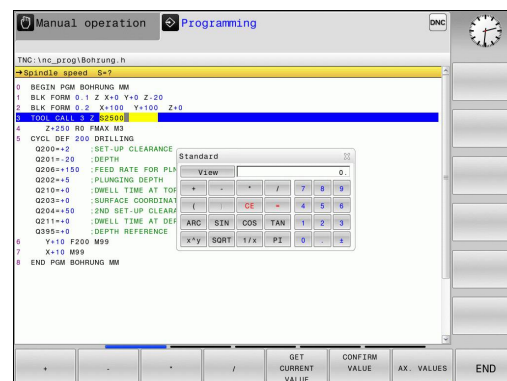 Manual operation
Programming
DNC
TNC:\nc_prog\Bohrung.h
→Spindle speed S=?
0 BEGIN PGM BOHRUNG MM
1 BLK FORM 0.1 Z X+0 Y+0 Z-20
2 BLK FORM 0.2 X+100 Y+100 Z+0
3 TOOL CALL 3 Z S2500
4 Z+250 R0 FMAX M3
5 CYCL DEF 200 DRILLING
Q200=+2 ;SET-UP CLEARANCE
Q201=-20 ;DEPTH
Q206=+150 ;FEED RATE FOR PLN
Q202=+5 ;PLUNGING DEPTH
Q210=+0 ;DWELL TIME AT TOP
Q203=+0 ;SURFACE COORDINAT
Q204=+50 ;2ND SET-UP CLEARA
Q211=+0 ;DWELL TIME AT DEP
Q395=+0 ;DEPTH REFERENCE
6 Y+10 F200 M99
7 X+10 M99
8 END PGM BOHRUNG MM
Standard
View 0.
+ - * / 7 8 9
( ) CE = 4 5 6
ARC SIN COS TAN 1 2 3
x^y SQRT 1/x PI 0 . ±
+ - * / GET CURRENT VALUE CONFIRM VALUE AX. VALUES END